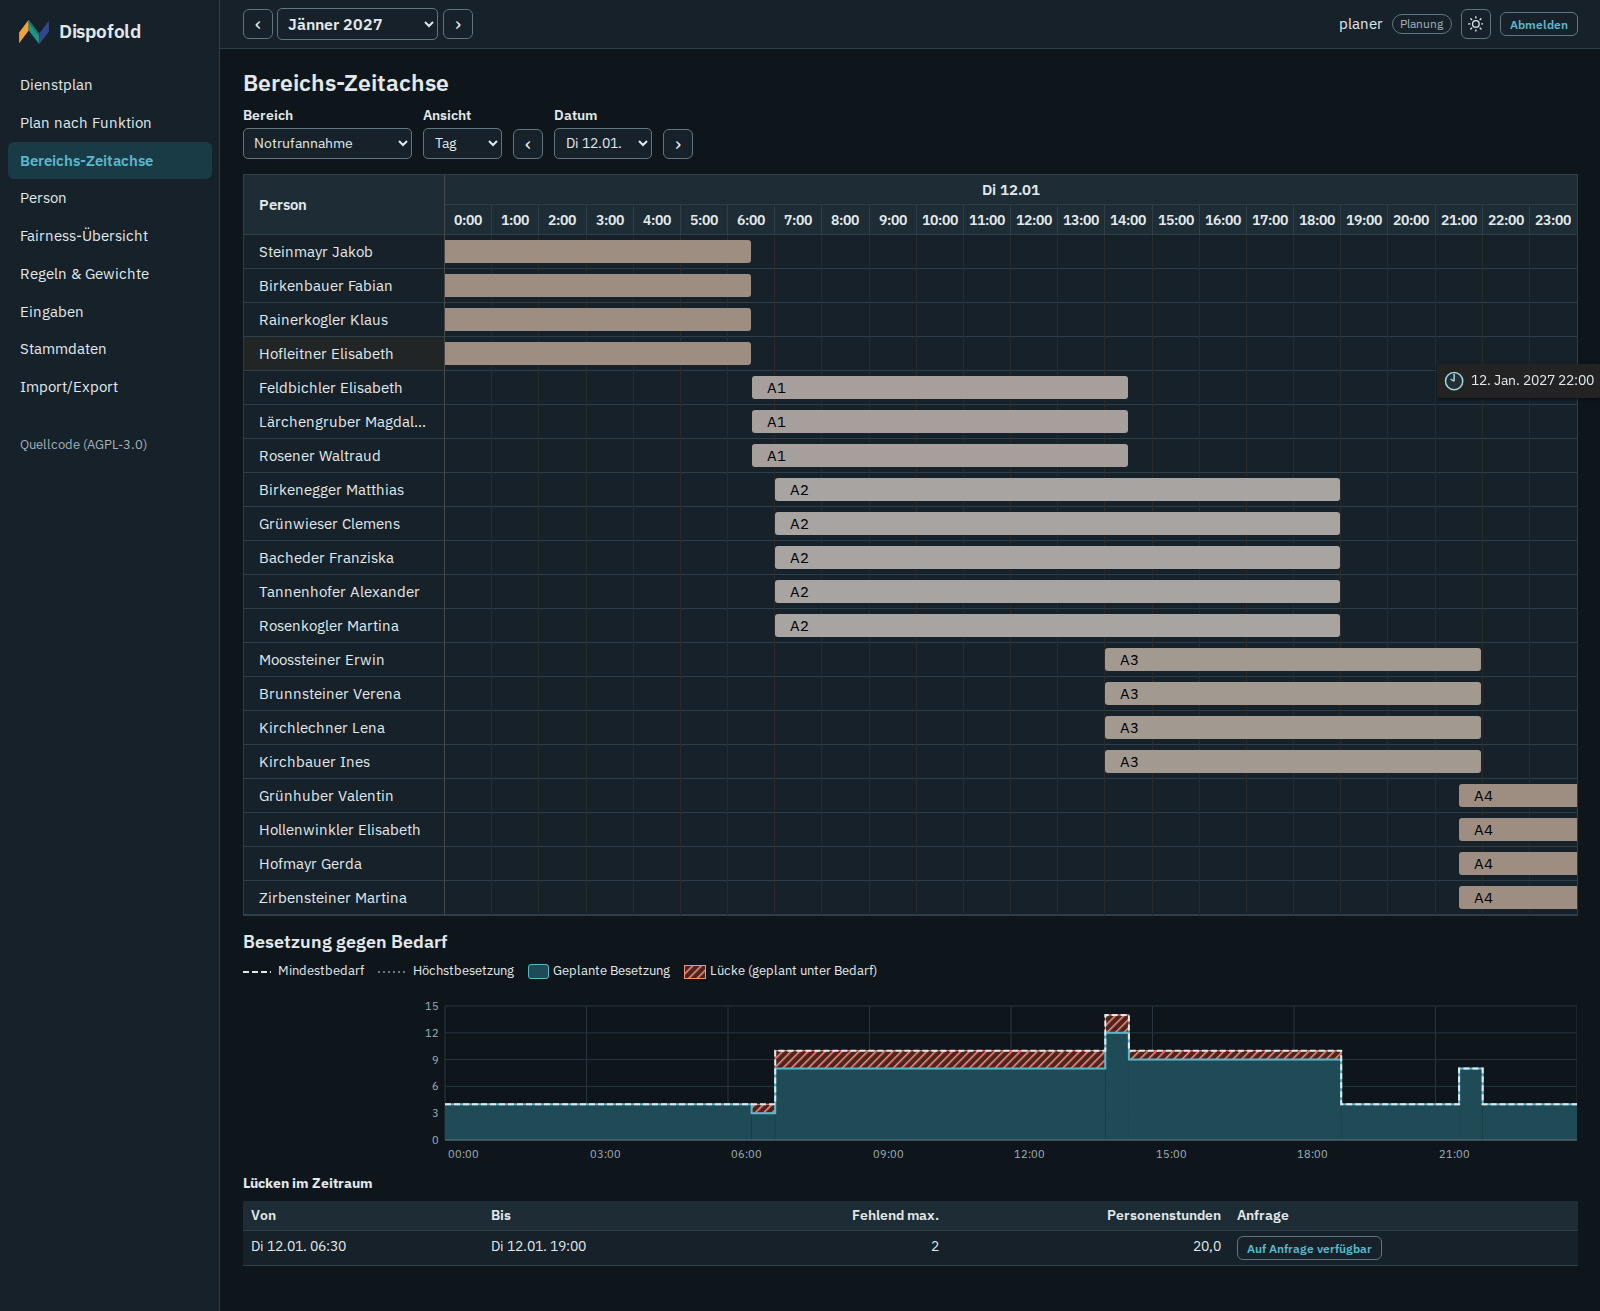 Dispofold
‹ Jänner 2027 ›
planer Planung Abmelden
Dienstplan
Plan nach Funktion
Bereichs-Zeitachse
Person
Fairness-Übersicht
Regeln & Gewichte
Eingaben
Stammdaten
Import/Export
Quellcode (AGPL-3.0)
Bereichs-Zeitachse
Bereich Ansicht Datum
Notrufannahme Tag ‹ Di 12.01. ›
Person Di 12.01
0:00 1:00 2:00 3:00 4:00 5:00 6:00 7:00 8:00 9:00 10:00 11:00 12:00 13:00 14:00 15:00 16:00 17:00 18:00 19:00 20:00 21:00 22:00 23:00
Steinmayr Jakob
Birkenbauer Fabian
Rainerkogler Klaus
Hofleitner Elisabeth
12. Jan. 2027 22:00
Feldbichler Elisabeth A1
Lärchengruber Magdal... A1
Rosener Waltraud A1
Birkenegger Matthias A2
Grünwieser Clemens A2
Bacheder Franziska A2
Tannenhofer Alexander A2
Rosenkogler Martina A2
Moossteiner Erwin A3
Brunnsteiner Verena A3
Kirchlechner Lena A3
Kirchbauer Ines A3
Grünhuber Valentin A4
Hollenwinkler Elisabeth A4
Hofmayr Gerda A4
Zirbensteiner Martina A4
Besetzung gegen Bedarf
Mindestbedarf Höchstbesetzung Geplante Besetzung Lücke (geplant unter Bedarf)
15
12
9
6
3
0
00:00 03:00 06:00 09:00 12:00 15:00 18:00 21:00
Lücken im Zeitraum
Von Bis Fehlend max. Personenstunden Anfrage
Di 12.01. 06:30 Di 12.01. 19:00 2 20,0 Auf Anfrage verfügbar